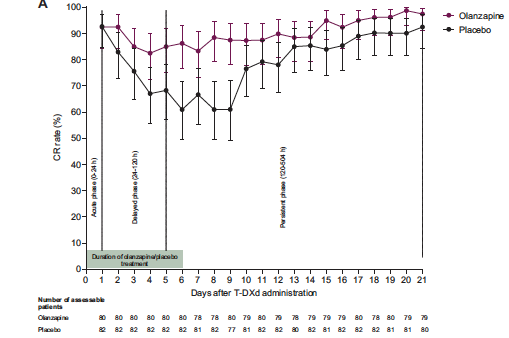 A
Olanzapine
Placebo
100
90
80
70
60
50
40
30
20
10
0
CR rate (%)
Acute phase (0-24 h)
Delayed phase (24-120 h)
Persistent phase (120-504 h)
Duration of olanzapine/placebo
treatment
0 1 2 3 4 5 6 7 8 9 10 11 12 13 14 15 16 17 18 19 20 21
Days after T-DXd administration
Number of assessable
patients
Olanzapine 80 80 80 80 80 80 78 78 80 79 80 79 78 79 79 79 80 78 80 79 79
Placebo 82 82 82 82 82 82 81 82 77 81 82 82 80 82 81 82 82 82 81 81 80